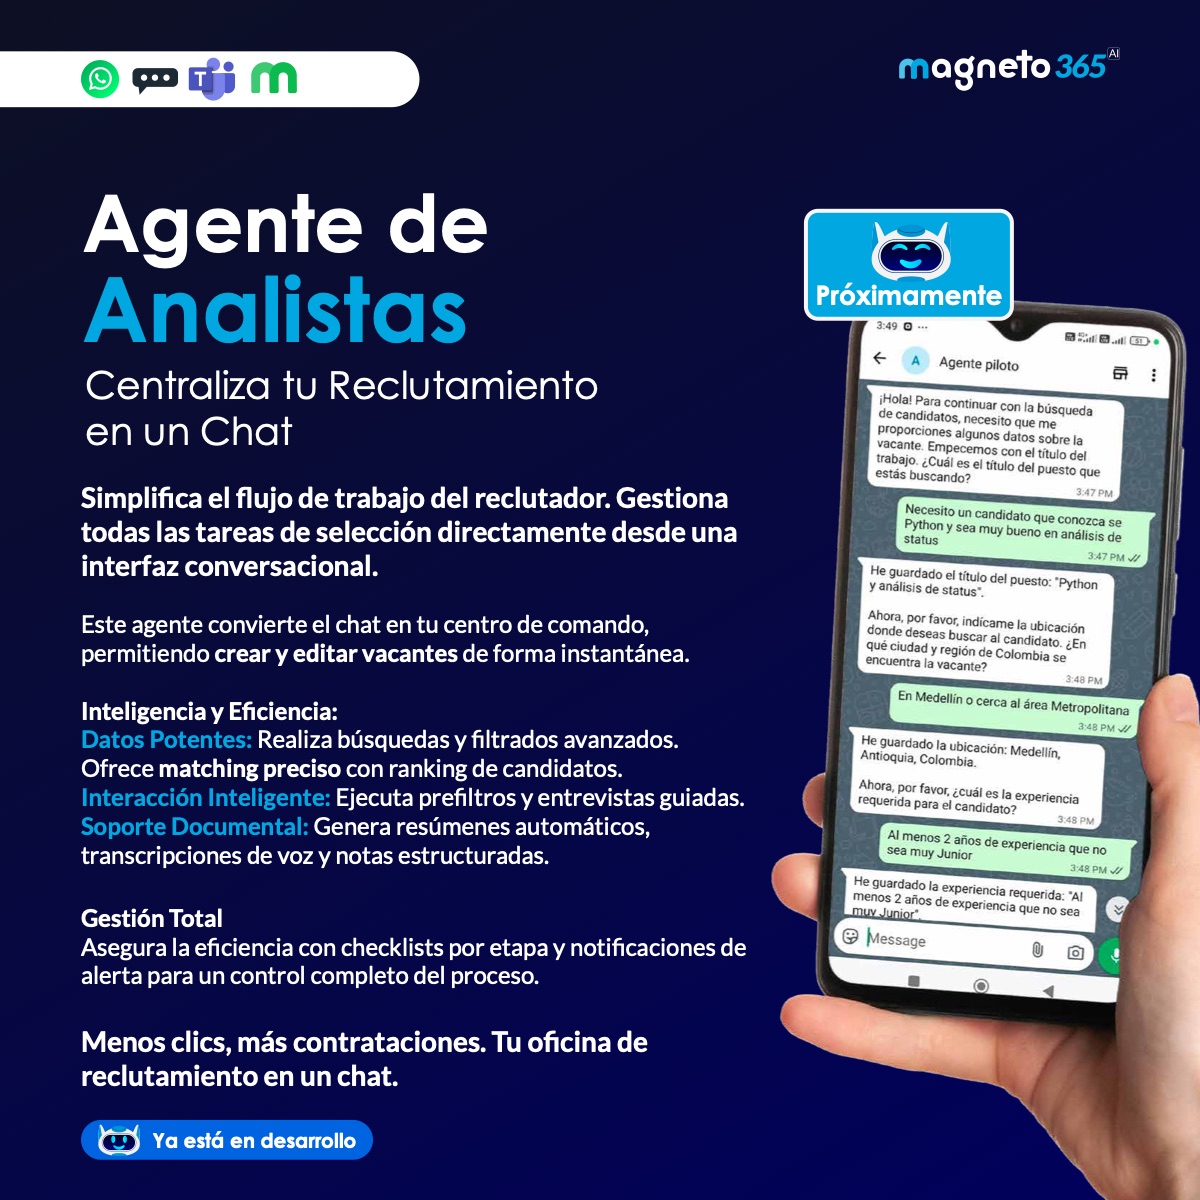 magneto 365 AI
Agente de
Analistas
Centraliza tu Reclutamiento
en un Chat
Simplifica el flujo de trabajo del reclutador. Gestiona
todas las tareas de selección directamente desde una
interfaz conversacional.
Este agente convierte el chat en tu centro de comando,
permitiendo crear y editar vacantes de forma instantánea.
Inteligencia y Eficiencia:
Datos Potentes: Realiza búsquedas y filtrados avanzados.
Ofrece matching preciso con ranking de candidatos.
Interacción Inteligente: Ejecuta prefiltros y entrevistas guiadas.
Soporte Documental: Genera resúmenes automáticos,
transcripciones de voz y notas estructuradas.
Gestión Total
Asegura la eficiencia con checklists por etapa y notificaciones de
alerta para un control completo del proceso.
Menos clics, más contrataciones. Tu oficina de
reclutamiento en un chat.
Ya está en desarrollo
Próximamente
3:49
51
A
Agente piloto
¡Hola! Para continuar con la búsqueda
de candidatos, necesito que me
proporciones algunos datos sobre la
vacante. Empecemos con el título del
trabajo. ¿Cuál es el título del puesto que
estás buscando?
3:47 PM
Necesito un candidato que conozca se
Python y sea muy bueno en análisis de
status
3:47 PM
He guardado el título del puesto: "Python
y análisis de status".
Ahora, por favor, indícame la ubicación
donde deseas buscar al candidato. ¿En
qué ciudad y región de Colombia se
encuentra la vacante?
3:48 PM
En Medellín o cerca al área Metropolitana
3:48 PM
He guardado la ubicación: Medellín,
Antioquia, Colombia.
Ahora, por favor, ¿cuál es la experiencia
requerida para el candidato?
3:48 PM
Al menos 2 años de experiencia que no
sea muy Junior
3:48 PM
He guardado la experiencia requerida: "Al
menos 2 años de experiencia que no sea
muy Junior".
Message